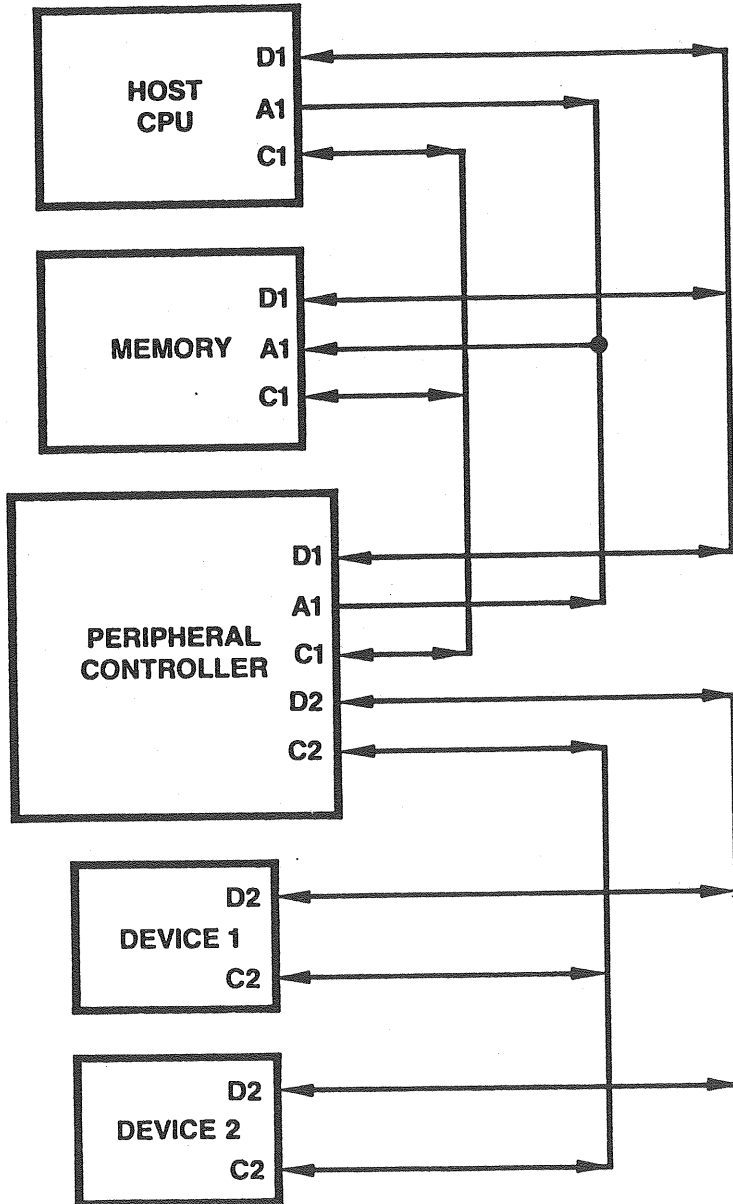 HOST
CPU
D1
A1
C1
MEMORY
D1
A1
C1
PERIPHERAL
CONTROLLER
D1
A1
C1
D2
C2
DEVICE 1
D2
C2
DEVICE 2
D2
C2